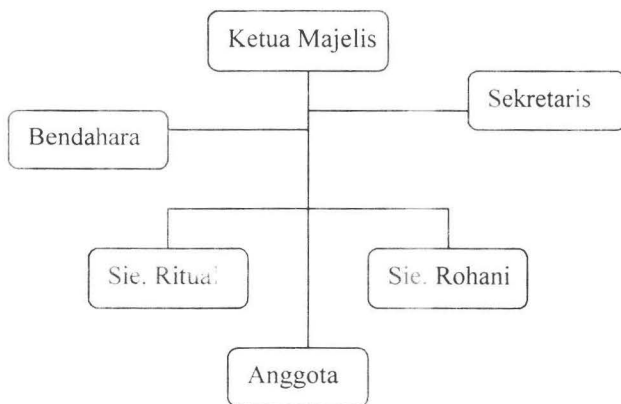 Ketua Majelis
Sekretaris
Bendahara
Sie. Ritual
Sie. Rohani
Anggota